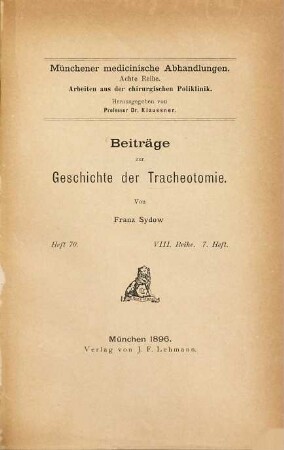 Münchener medicinische Abhandlungen.
Achte Reihe.
Arbeiten aus der chirurgischen Poliklinik.
Herausgegeben von
Professor Dr. Klaussner.
Beiträge
zur
Geschichte der Tracheotomie.
Von
Franz Sydow
Heft 70. VIII. Reihe. 7. Heft.
München 1896.
Verlag von J. F. Lehmann.